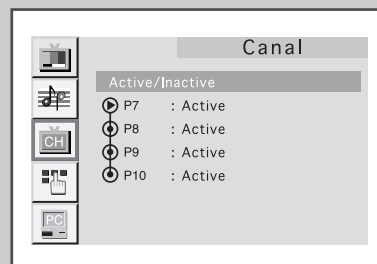 Canal
Active/Inactive
P7 : Active
P8 : Active
CH
P9 : Active
P10 : Active
PC